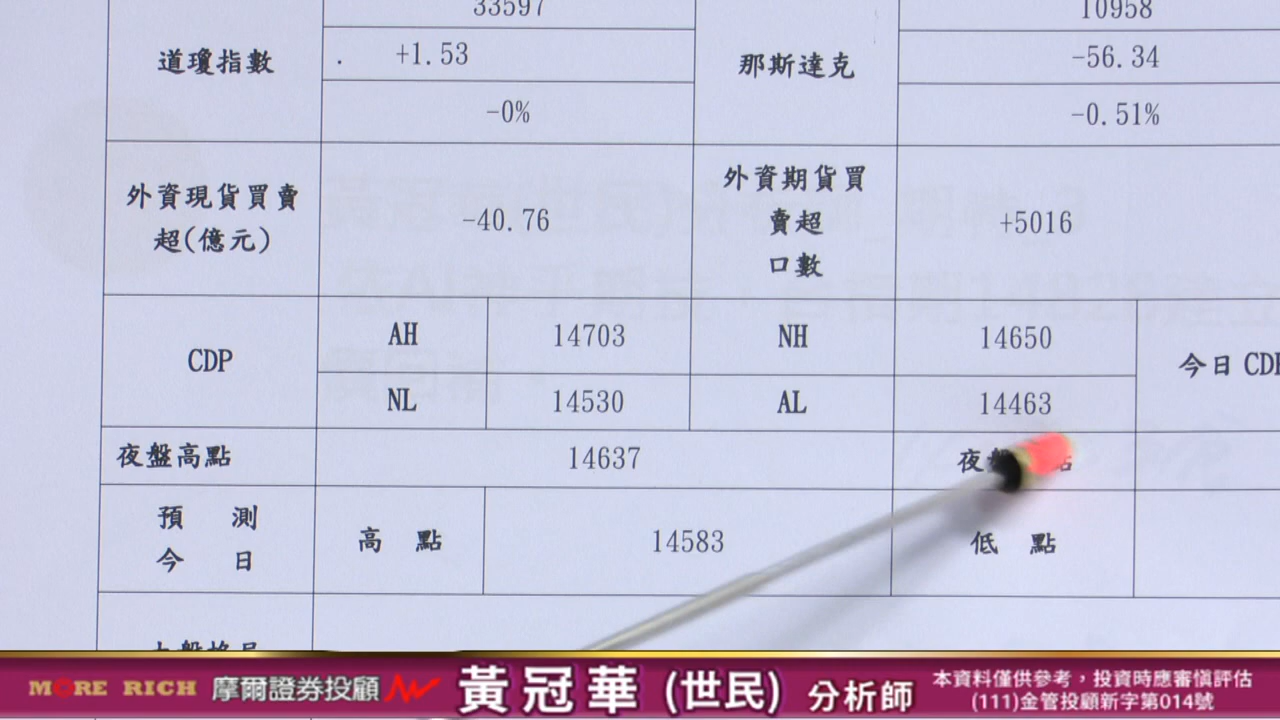 33597
10958
道瓊指數
. +1.53
那斯達克
-56.34
-0%
-0.51%
外資現貨買賣
超(億元)
-40.76
外資期貨買
賣超
口數
+5016
CDP
AH
14703
NH
14650
今日 CDP
NL
14530
AL
14463
夜盤高點
14637
夜
點
預 測
今 日
高 點
14583
低 點
MORE RICH 摩爾證券投顧
黃冠華 (世民) 分析師
本資料僅供參考,投資時應審慎評估
(111)金管投顧新字第014號